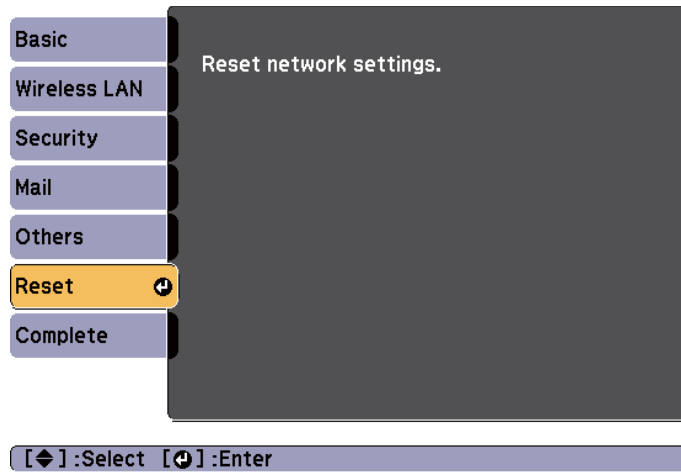 Basic
Reset network settings.
Wireless LAN
Security
Mail
Others
Reset
Complete
[◆] :Select [⏎] :Enter